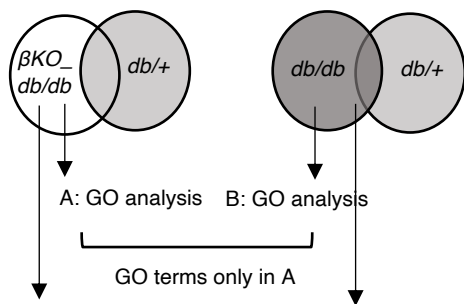 βKO_
db/db
db/+
db/db
db/+
A: GO analysis
B: GO analysis
GO terms only in A